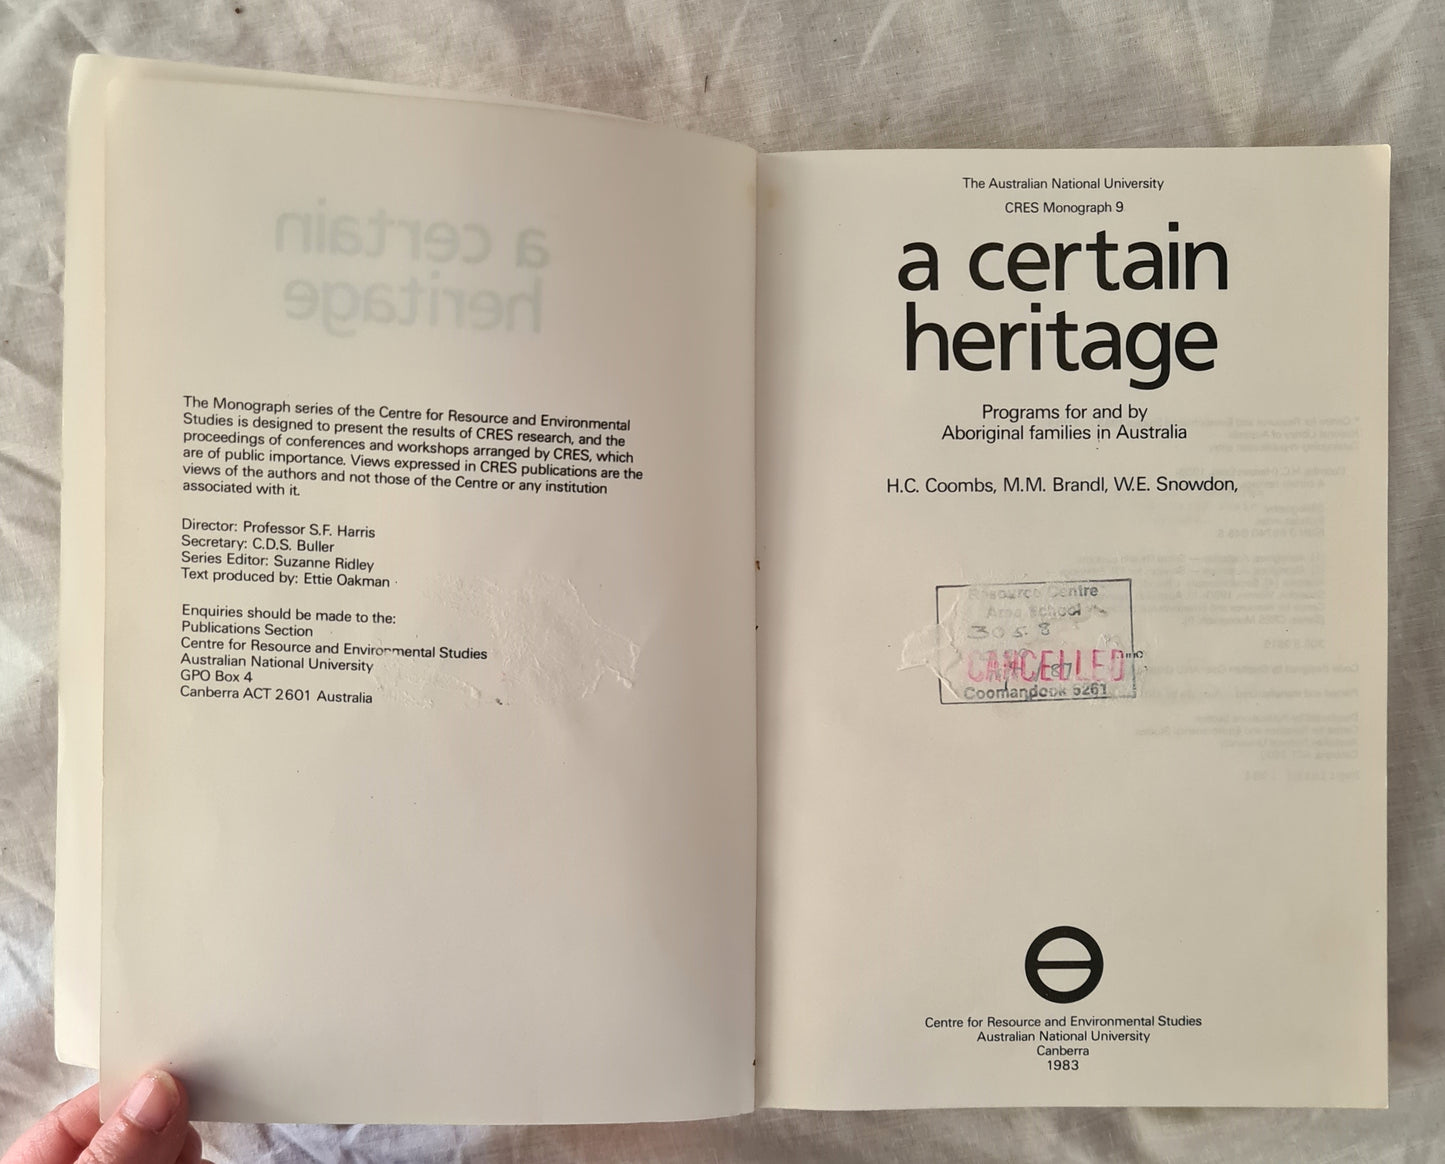 a certain
heritage
The Monograph series of the Centre for Resource and Environmental
Studies is designed to present the results of CRES research, and the
proceedings of conferences and workshops arranged by CRES, which
are of public importance. Views expressed in CRES publications are the
views of the authors and not those of the Centre or any institution
associated with it.
Director: Professor S.F. Harris
Secretary: C.D.S. Buller
Series Editor: Suzanne Ridley
Text produced by: Ettie Oakman
Enquiries should be made to the:
Publications Section
Centre for Resource and Environmental Studies
Australian National University
GPO Box 4
Canberra ACT 2601 Australia
The Australian National University
CRES Monograph 9
a certain
heritage
Programs for and by
Aboriginal families in Australia
H.C. Coombs, M.M. Brandl, W.E. Snowdon,
Resource Centre
Area School
3058
CANCELLED
Coomandook 5261
Centre for Resource and Environmental Studies
Australian National University
Canberra
1983